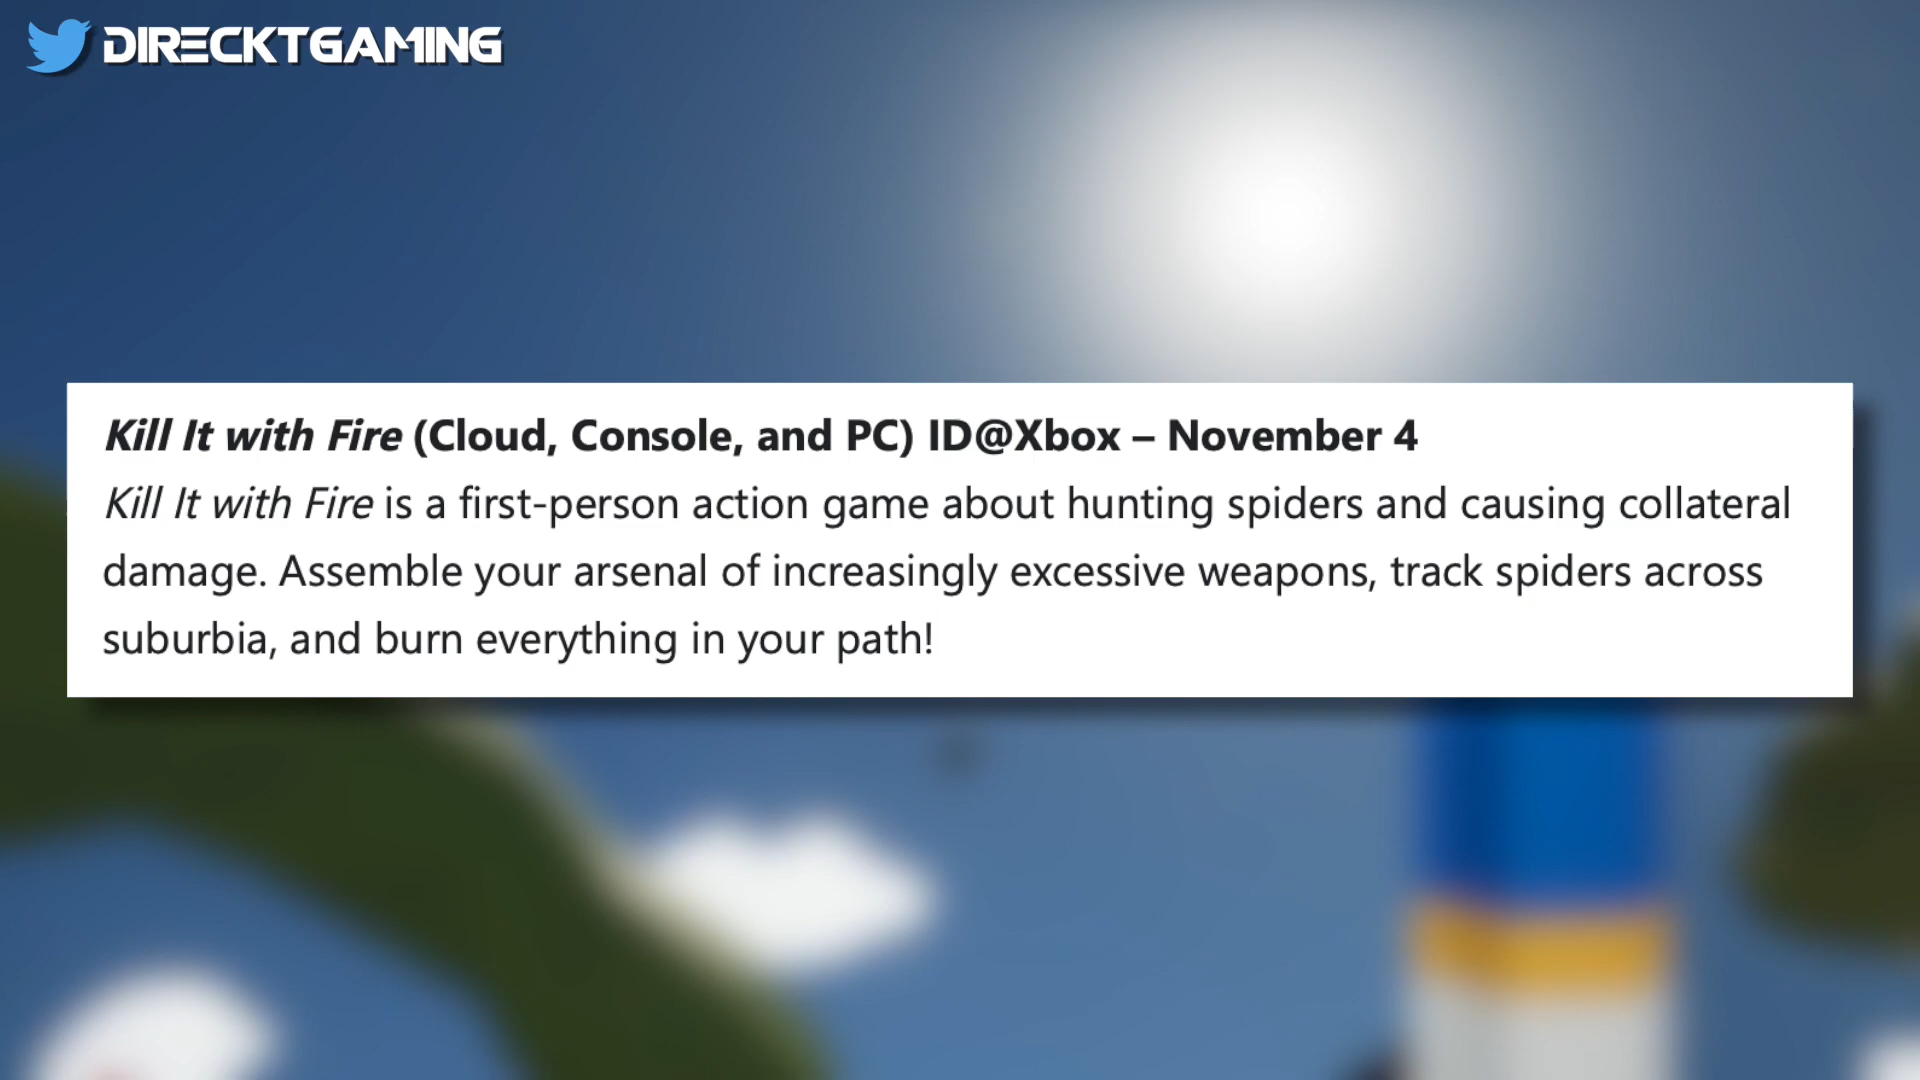 DIRECKTGAMING
Kill It with Fire (Cloud, Console, and PC) ID@Xbox – November 4
Kill It with Fire is a first-person action game about hunting spiders and causing collateral
damage. Assemble your arsenal of increasingly excessive weapons, track spiders across
suburbia, and burn everything in your path!